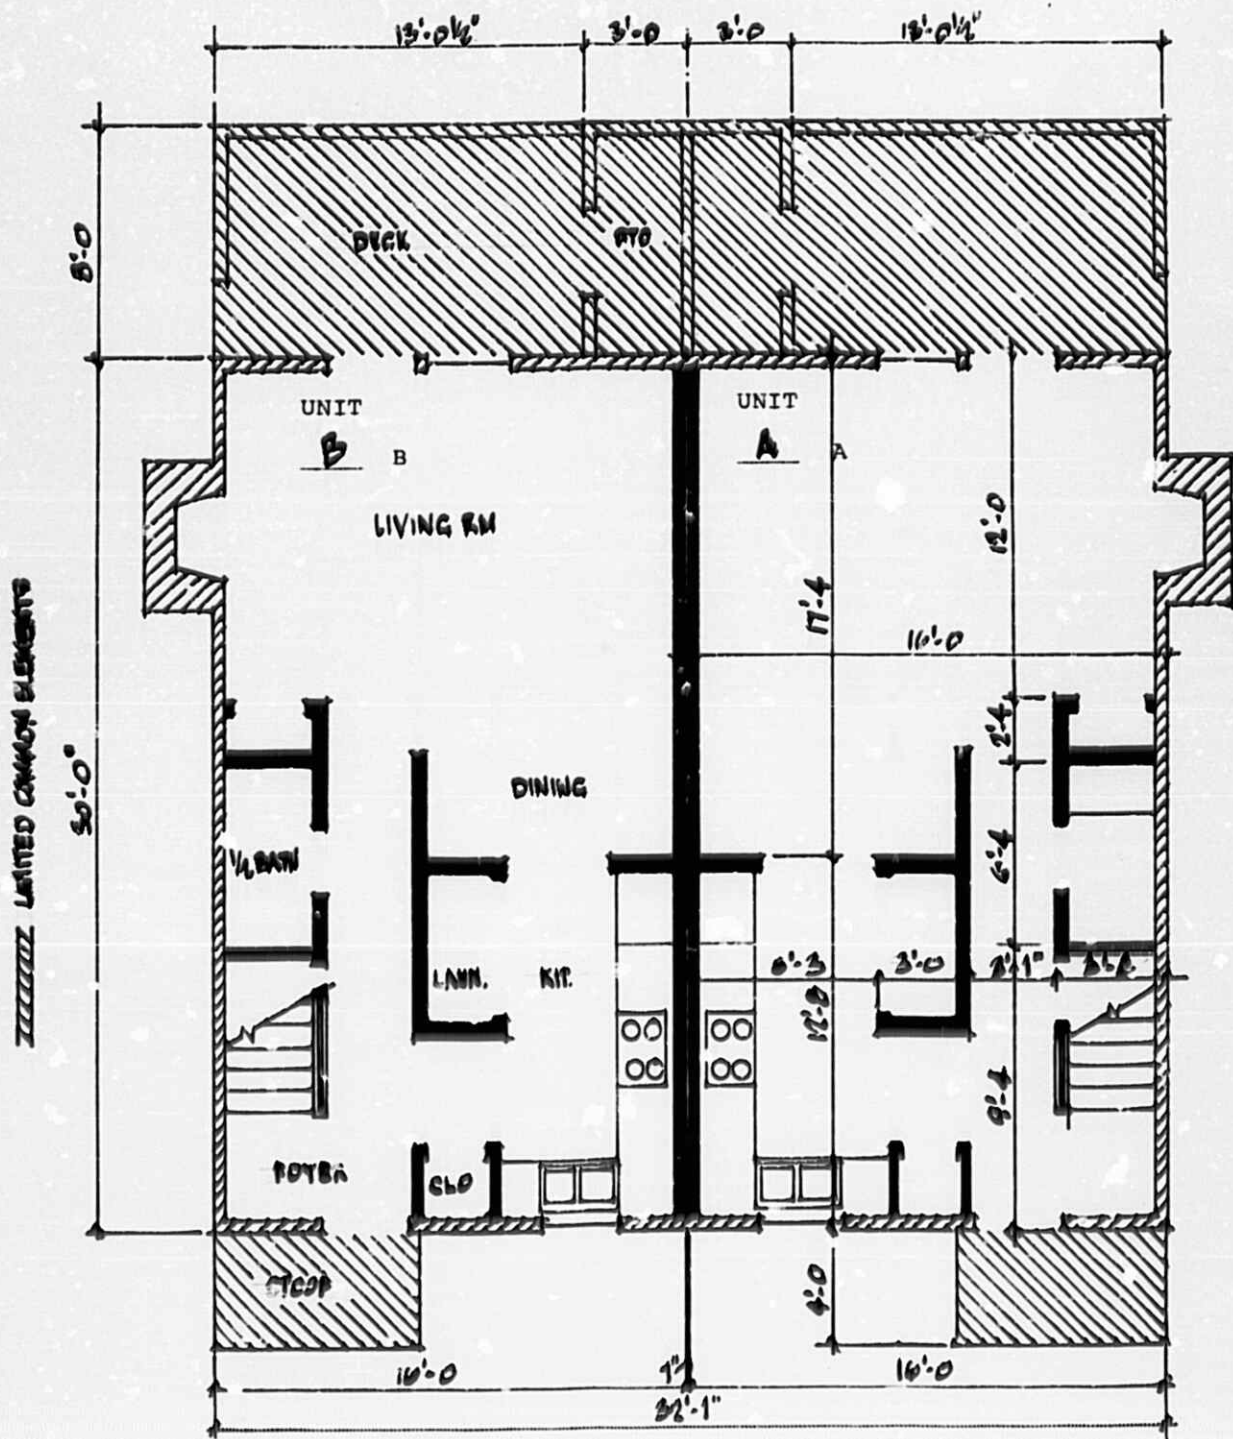 13'-0½" 3'-0 3'-0 13'-0½"
8'-0
DECK STO
UNIT
B B
UNIT
A A
LIVING RM
12'-0
17'-4
16'-0
LIMITED COMMON ELEMENTS
30'-0"
2'-4
DINING
½ BATH
6'-4
LAUN. KIT.
3'-0
12'-8
9'-4
FOYER CLO
STOOP
4'-0
16'-0 1" 16'-0
32'-1"